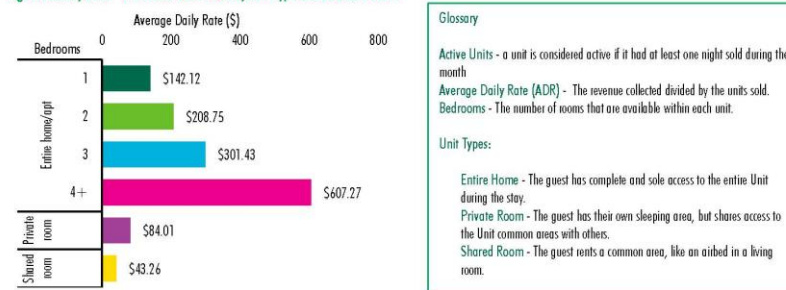 Average Daily Rate ($)
Bedrooms
0 200 400 600 800
Entire home/apt
1 $142.12
2 $208.75
3 $301.43
4+ $607.27
Private room
$84.01
Shared room
$43.26
Glossary
Active Units - a unit is considered active if it had at least one night sold during the
month
Average Daily Rate (ADR) - The revenue collected divided by the units sold.
Bedrooms - The number of rooms that are available within each unit.
Unit Types:
Entire Home - The guest has complete and sole access to the entire Unit
during the stay.
Private Room - The guest has their own sleeping area, but shares access to
the Unit common areas with others.
Shared Room - The guest rents a common area, like an airbed in a living
room.